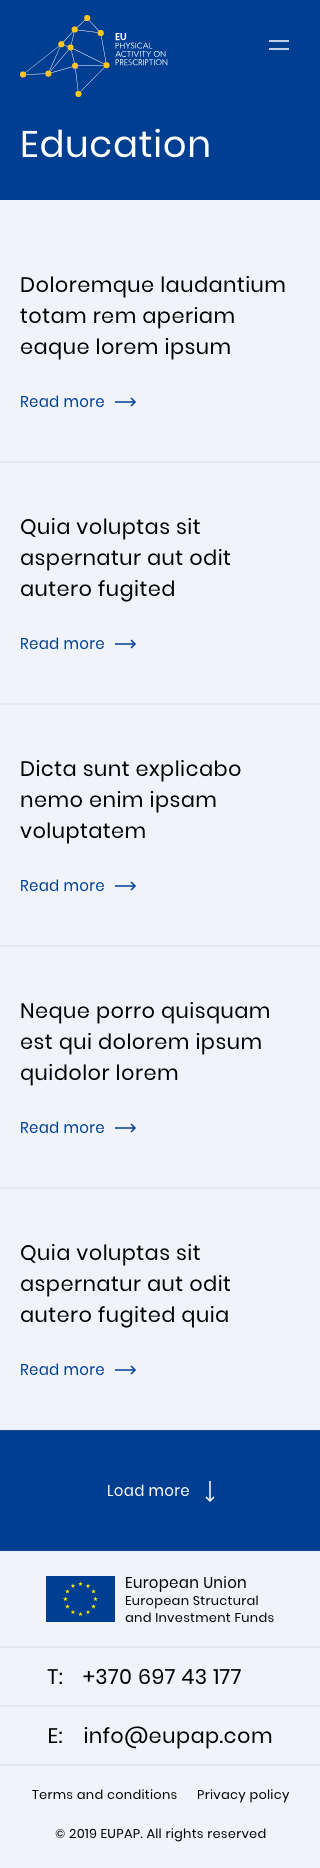 EU
PHYSICAL
ACTIVITY ON
PRESCRIPTION
Education
Doloremque laudantium
totam rem aperiam
eaque lorem ipsum
Read more
Quia voluptas sit
aspernatur aut odit
autero fugited
Read more
Dicta sunt explicabo
nemo enim ipsam
voluptatem
Read more
Neque porro quisquam
est qui dolorem ipsum
quidolor lorem
Read more
Quia voluptas sit
aspernatur aut odit
autero fugited quia
Read more
Load more
European Union
European Structural
and Investment Funds
T: +370 697 43 177
E: info@eupap.com
Terms and conditions Privacy policy
© 2019 EUPAP. All rights reserved